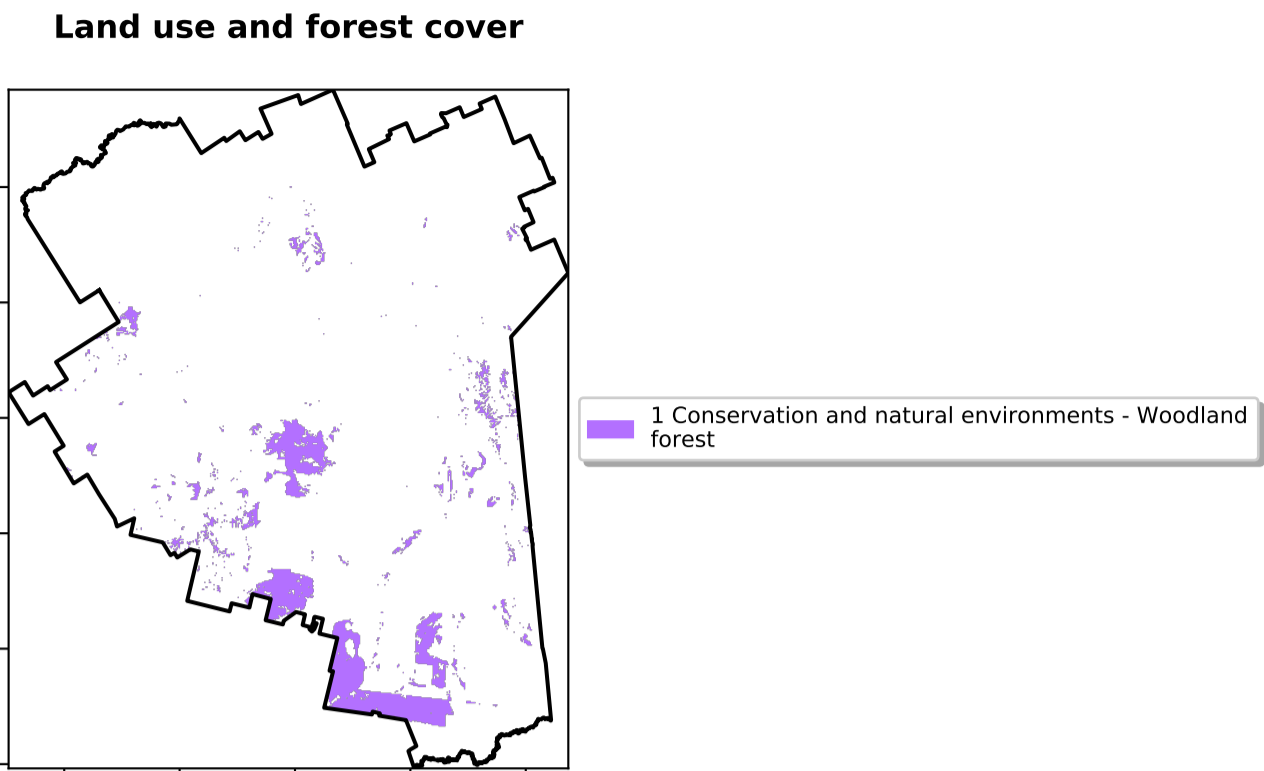 Land use and forest cover
1 Conservation and natural environments - Woodland
forest